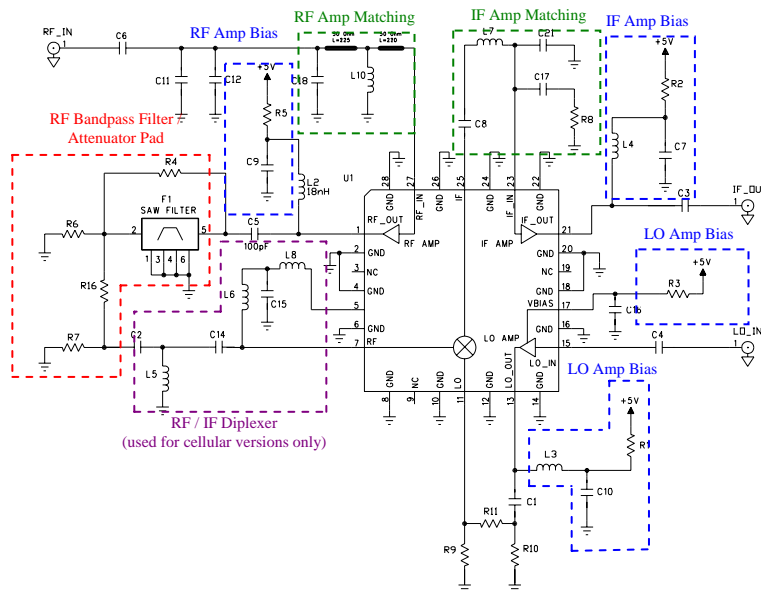 RF Amp Matching
IF Amp Matching
IF Amp Bias
RF Amp Bias
RF_IN
1
C6
50 Ohm
L=225
50 Ohm
L=220
L7
C21
+5V
C11
C12
+5V
C18
L10
C17
R2
R5
R8
C8
RF Bandpass Filter /
Attenuator Pad
R4
C9
L2
18nH
U1
L4
C7
F1
SAW FILTER
28
27
26
25
24
23
22
GND
RF_IN
GND
IF
GND
IF_IN
GND
C3
IF_OU
1
R6
2
5
1
3
4
6
C5
100pF
1
RF_OUT
RF AMP
IF_OUT
IF AMP
21
2
GND
GND
20
LO Amp Bias
3
NC
NC
19
4
GND
GND
18
+5V
R3
R16
L6
L8
C15
VBIAS
17
C16
5
6
GND
LO AMP
GND
16
R7
C2
C14
7
RF
LO_OUT
LO_IN
15
C4
LO_IN
1
L5
GND
NC
GND
LO
GND
GND
8
9
10
11
12
13
14
LO Amp Bias
+5V
RF / IF Diplexer
(used for cellular versions only)
L3
C10
C1
R11
R9
R10